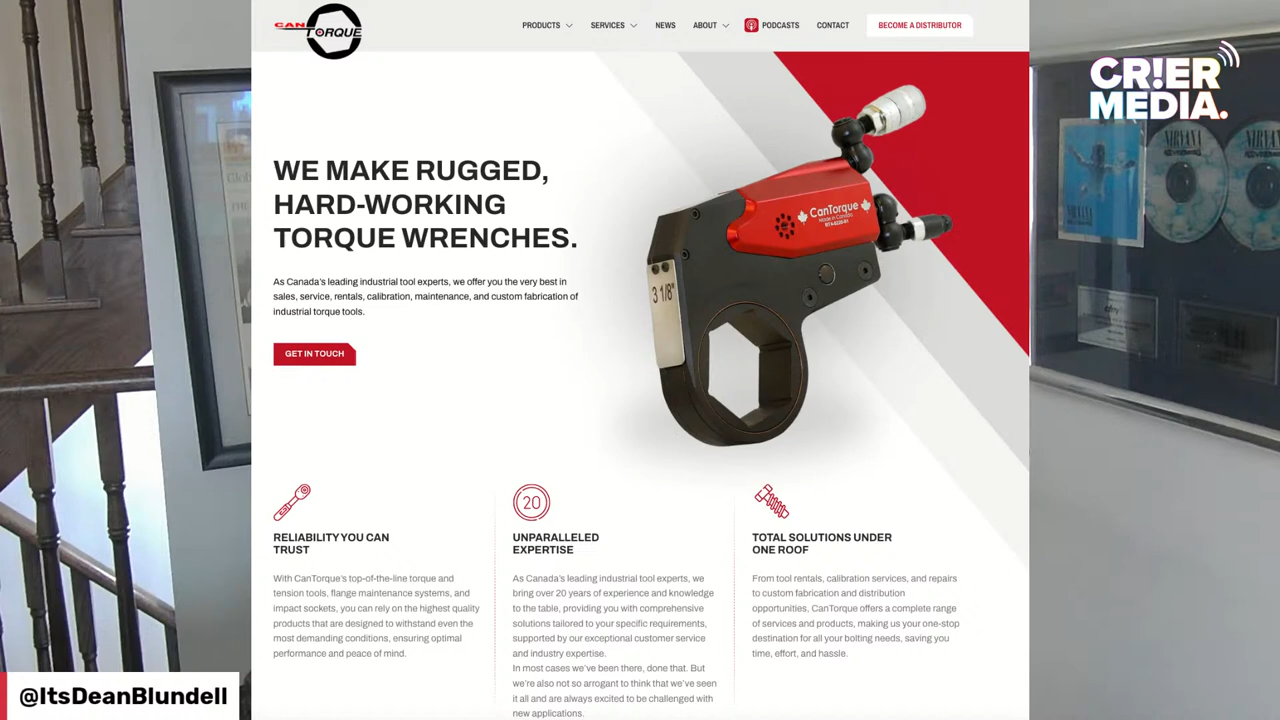 CANTORQUE
PRODUCTS
SERVICES
NEWS
ABOUT
PODCASTS
CONTACT
BECOME A DISTRIBUTOR
CR!ER
MEDIA.
NIRVANA
NIRVANA
WE MAKE RUGGED,
HARD-WORKING
TORQUE WRENCHES.
As Canada's leading industrial tool experts, we offer you the very best in
sales, service, rentals, calibration, maintenance, and custom fabrication of
industrial torque tools.
GET IN TOUCH
CanTorque
Made in Canada
3 1/8"
20
RELIABILITY YOU CAN
TRUST
With CanTorque's top-of-the-line torque and
tension tools, flange maintenance systems, and
impact sockets, you can rely on the highest quality
products that are designed to withstand even the
most demanding conditions, ensuring optimal
performance and peace of mind.
UNPARALLELED
EXPERTISE
As Canada's leading industrial tool experts, we
bring over 20 years of experience and knowledge
to the table, providing you with comprehensive
solutions tailored to your specific requirements,
supported by our exceptional customer service
and industry expertise.
In most cases we've been there, done that. But
we're also not so arrogant to think that we've seen
it all and are always excited to be challenged with
new applications.
TOTAL SOLUTIONS UNDER
ONE ROOF
From tool rentals, calibration services, and repairs
to custom fabrication and distribution
opportunities, CanTorque offers a complete range
of services and products, making us your one-stop
destination for all your bolting needs, saving you
time, effort, and hassle.
@ItsDeanBlundell